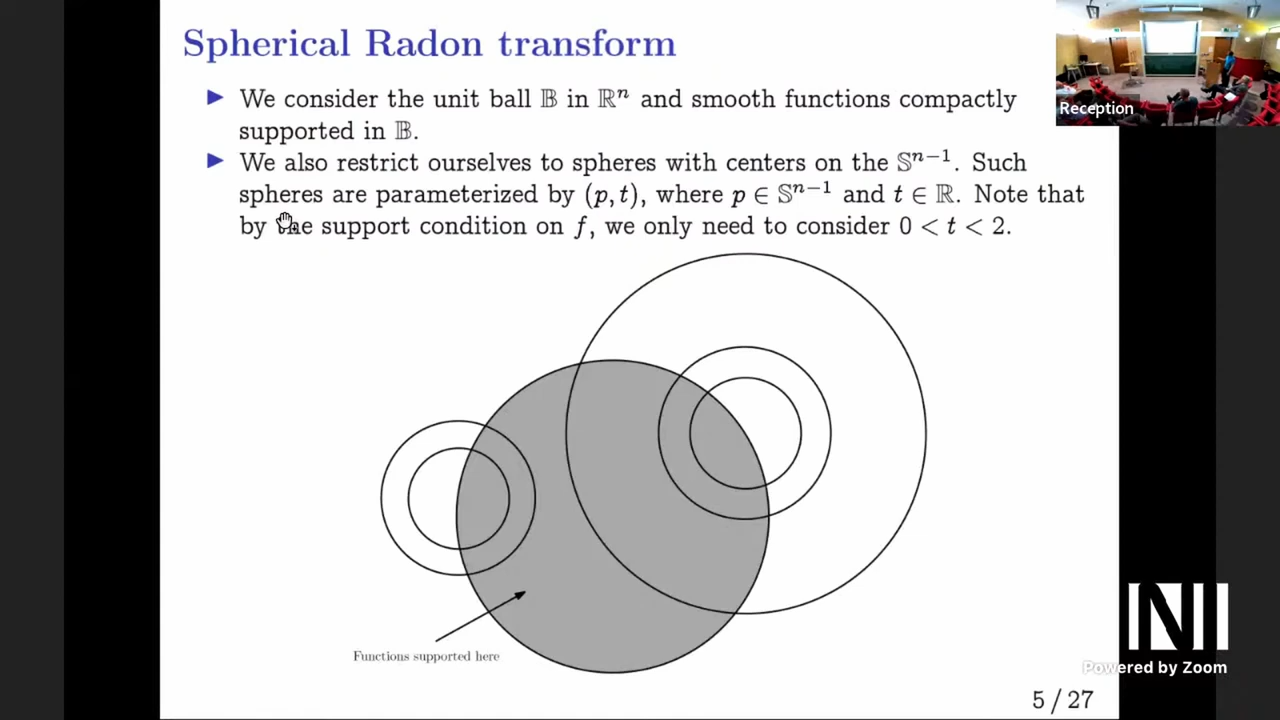 Spherical Radon transform
▶ We consider the unit ball 𝔹 in ℝⁿ and smooth functions compactly
supported in 𝔹.
▶ We also restrict ourselves to spheres with centers on the 𝕊ⁿ⁻¹. Such
spheres are parameterized by (p, t), where p ∈ 𝕊ⁿ⁻¹ and t ∈ ℝ. Note that
by the support condition on f, we only need to consider 0 < t < 2.
Functions supported here
5 / 27
Reception
Powered by Zoom